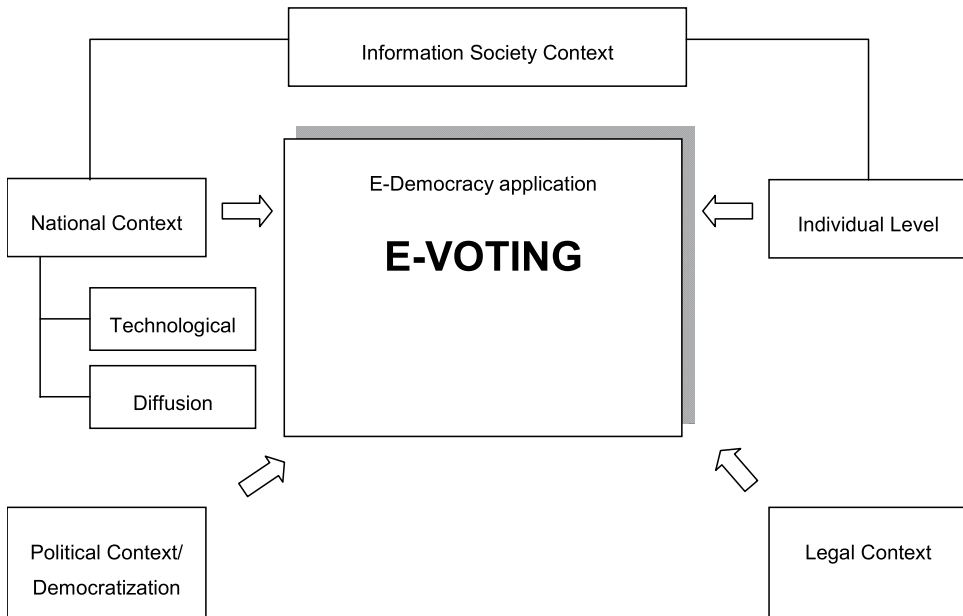 Information Society Context
E-Democracy application
E-VOTING
National Context
Individual Level
Technological
Diffusion
Political Context/
Democratization
Legal Context